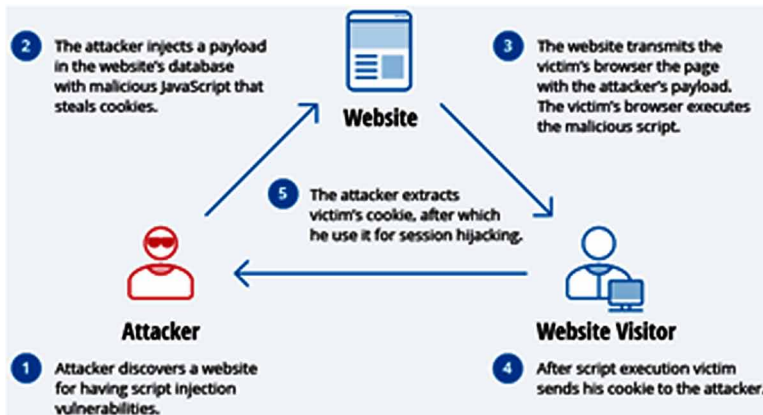 2 The attacker injects a payload
in the website's database
with malicious JavaScript that
steals cookies.
Website
3 The website transmits the
victim's browser the page
with the attacker's payload.
The victim's browser executes
the malicious script.
5 The attacker extracts
victim's cookie, after which
he use it for session hijacking.
Attacker
Website Visitor
1 Attacker discovers a website
for having script injection
vulnerabilities.
4 After script execution victim
sends his cookie to the attacker.